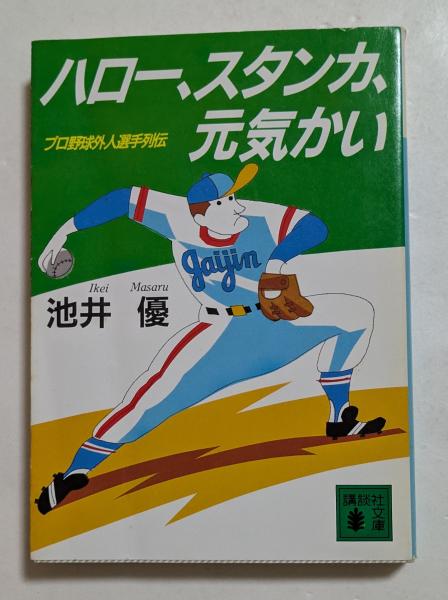 ハロー、スタンカ、
元気かい
プロ野球外人選手列伝
gaijin
Ikei Masaru
池井 優
講談社
文庫